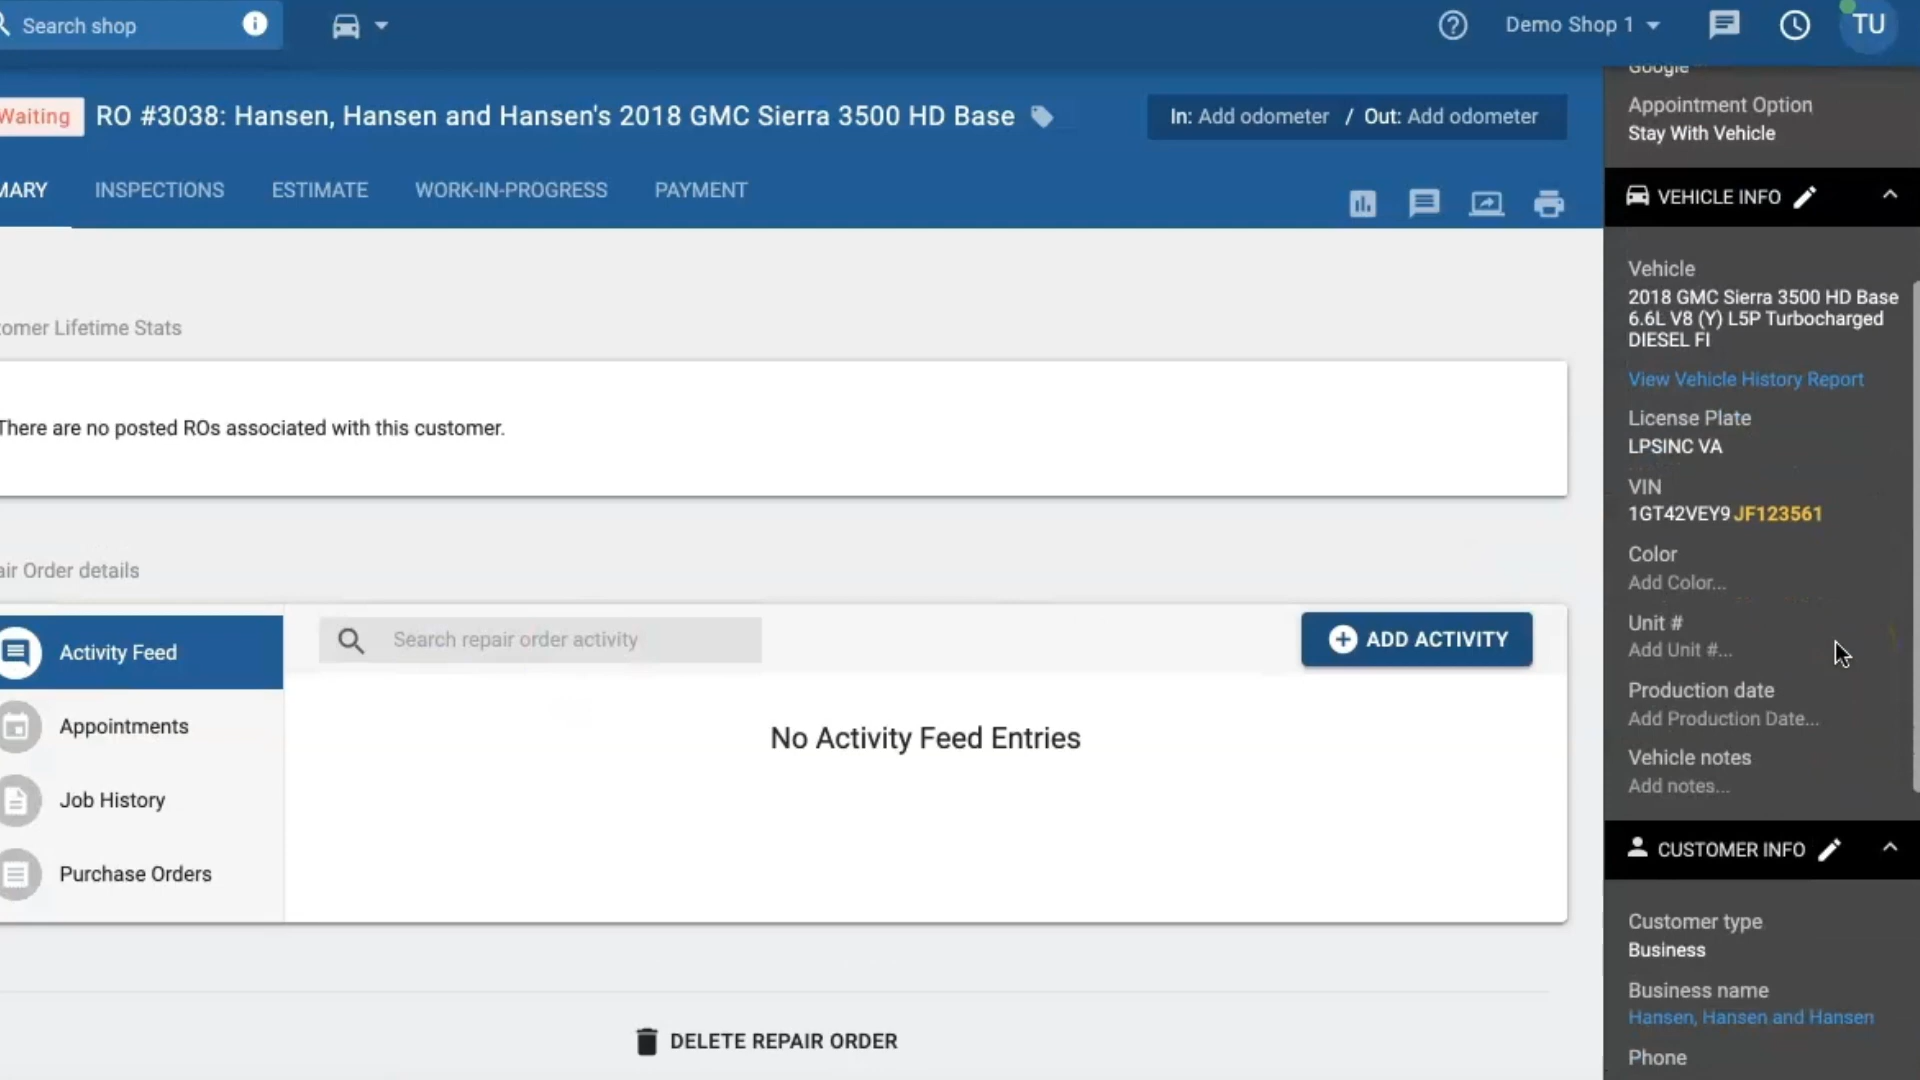 Search shop
Demo Shop 1
TU
Waiting
RO #3038: Hansen, Hansen and Hansen's 2018 GMC Sierra 3500 HD Base
In: Add odometer / Out: Add odometer
MARY
INSPECTIONS
ESTIMATE
WORK-IN-PROGRESS
PAYMENT
omer Lifetime Stats
There are no posted ROs associated with this customer.
air Order details
Activity Feed
Appointments
Job History
Purchase Orders
Search repair order activity
ADD ACTIVITY
No Activity Feed Entries
DELETE REPAIR ORDER
Google
Appointment Option
Stay With Vehicle
VEHICLE INFO
Vehicle
2018 GMC Sierra 3500 HD Base
6.6L V8 (Y) L5P Turbocharged
DIESEL FI
View Vehicle History Report
License Plate
LPSINC VA
VIN
1GT42VEY9JF123561
Color
Add Color...
Unit #
Add Unit #...
Production date
Add Production Date...
Vehicle notes
Add notes...
CUSTOMER INFO
Customer type
Business
Business name
Hansen, Hansen and Hansen
Phone